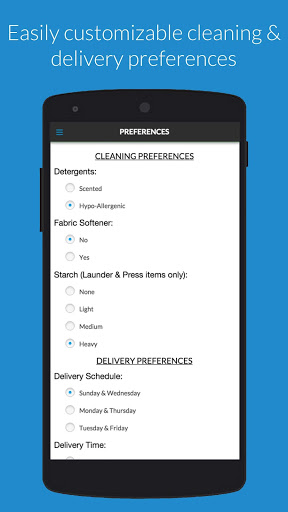 Easily customizable cleaning &
delivery preferences
PREFERENCES
CLEANING PREFERENCES
Detergents:
Scented
Hypo-Allergenic
Fabric Softener:
No
Yes
Starch (Launder & Press items only):
None
Light
Medium
Heavy
DELIVERY PREFERENCES
Delivery Schedule:
Sunday & Wednesday
Monday & Thursday
Tuesday & Friday
Delivery Time: